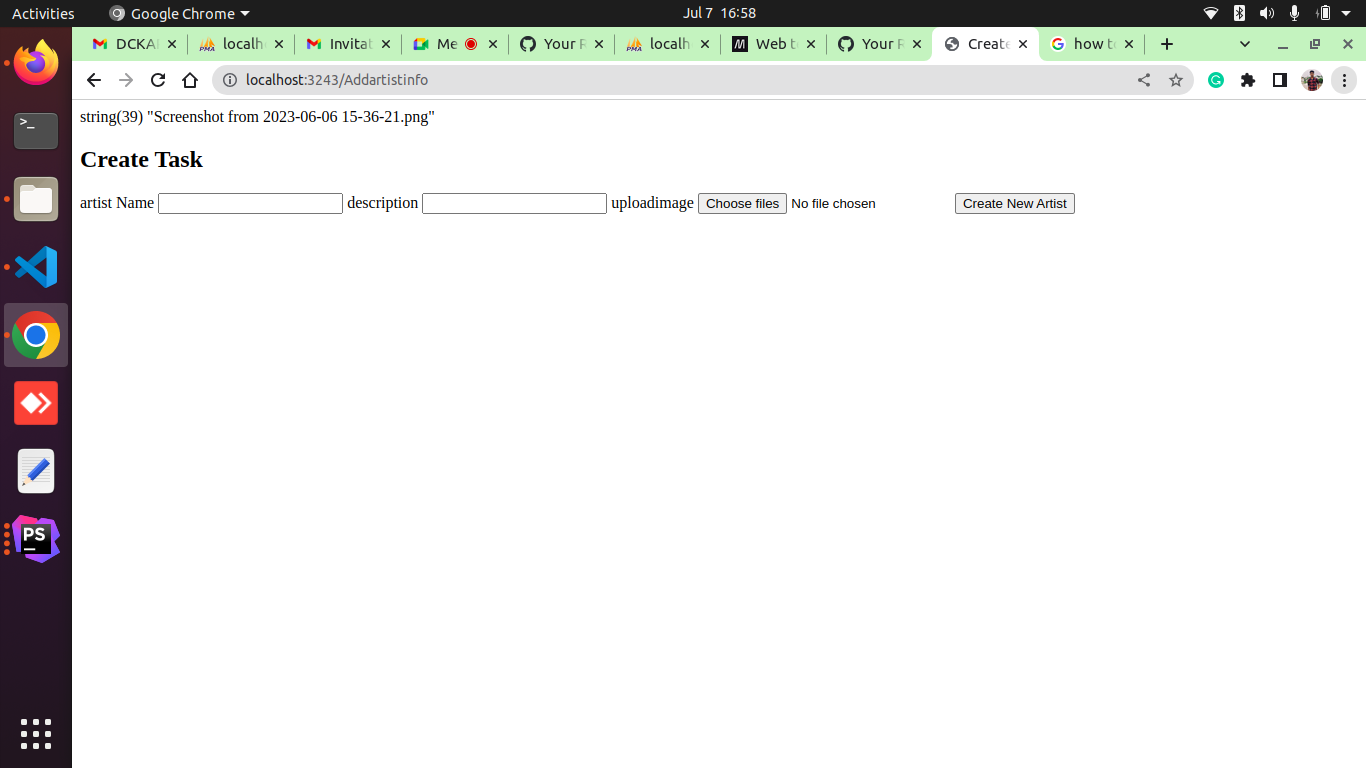 Activities Google Chrome Jul 7 16:58
DCKA localh Invitat Me Your R localh Web t Your R Create how to
localhost:3243/Addartistinfo
string(39) "Screenshot from 2023-06-06 15-36-21.png"
Create Task
artist Name description uploadimage Choose files No file chosen Create New Artist
>_
PS